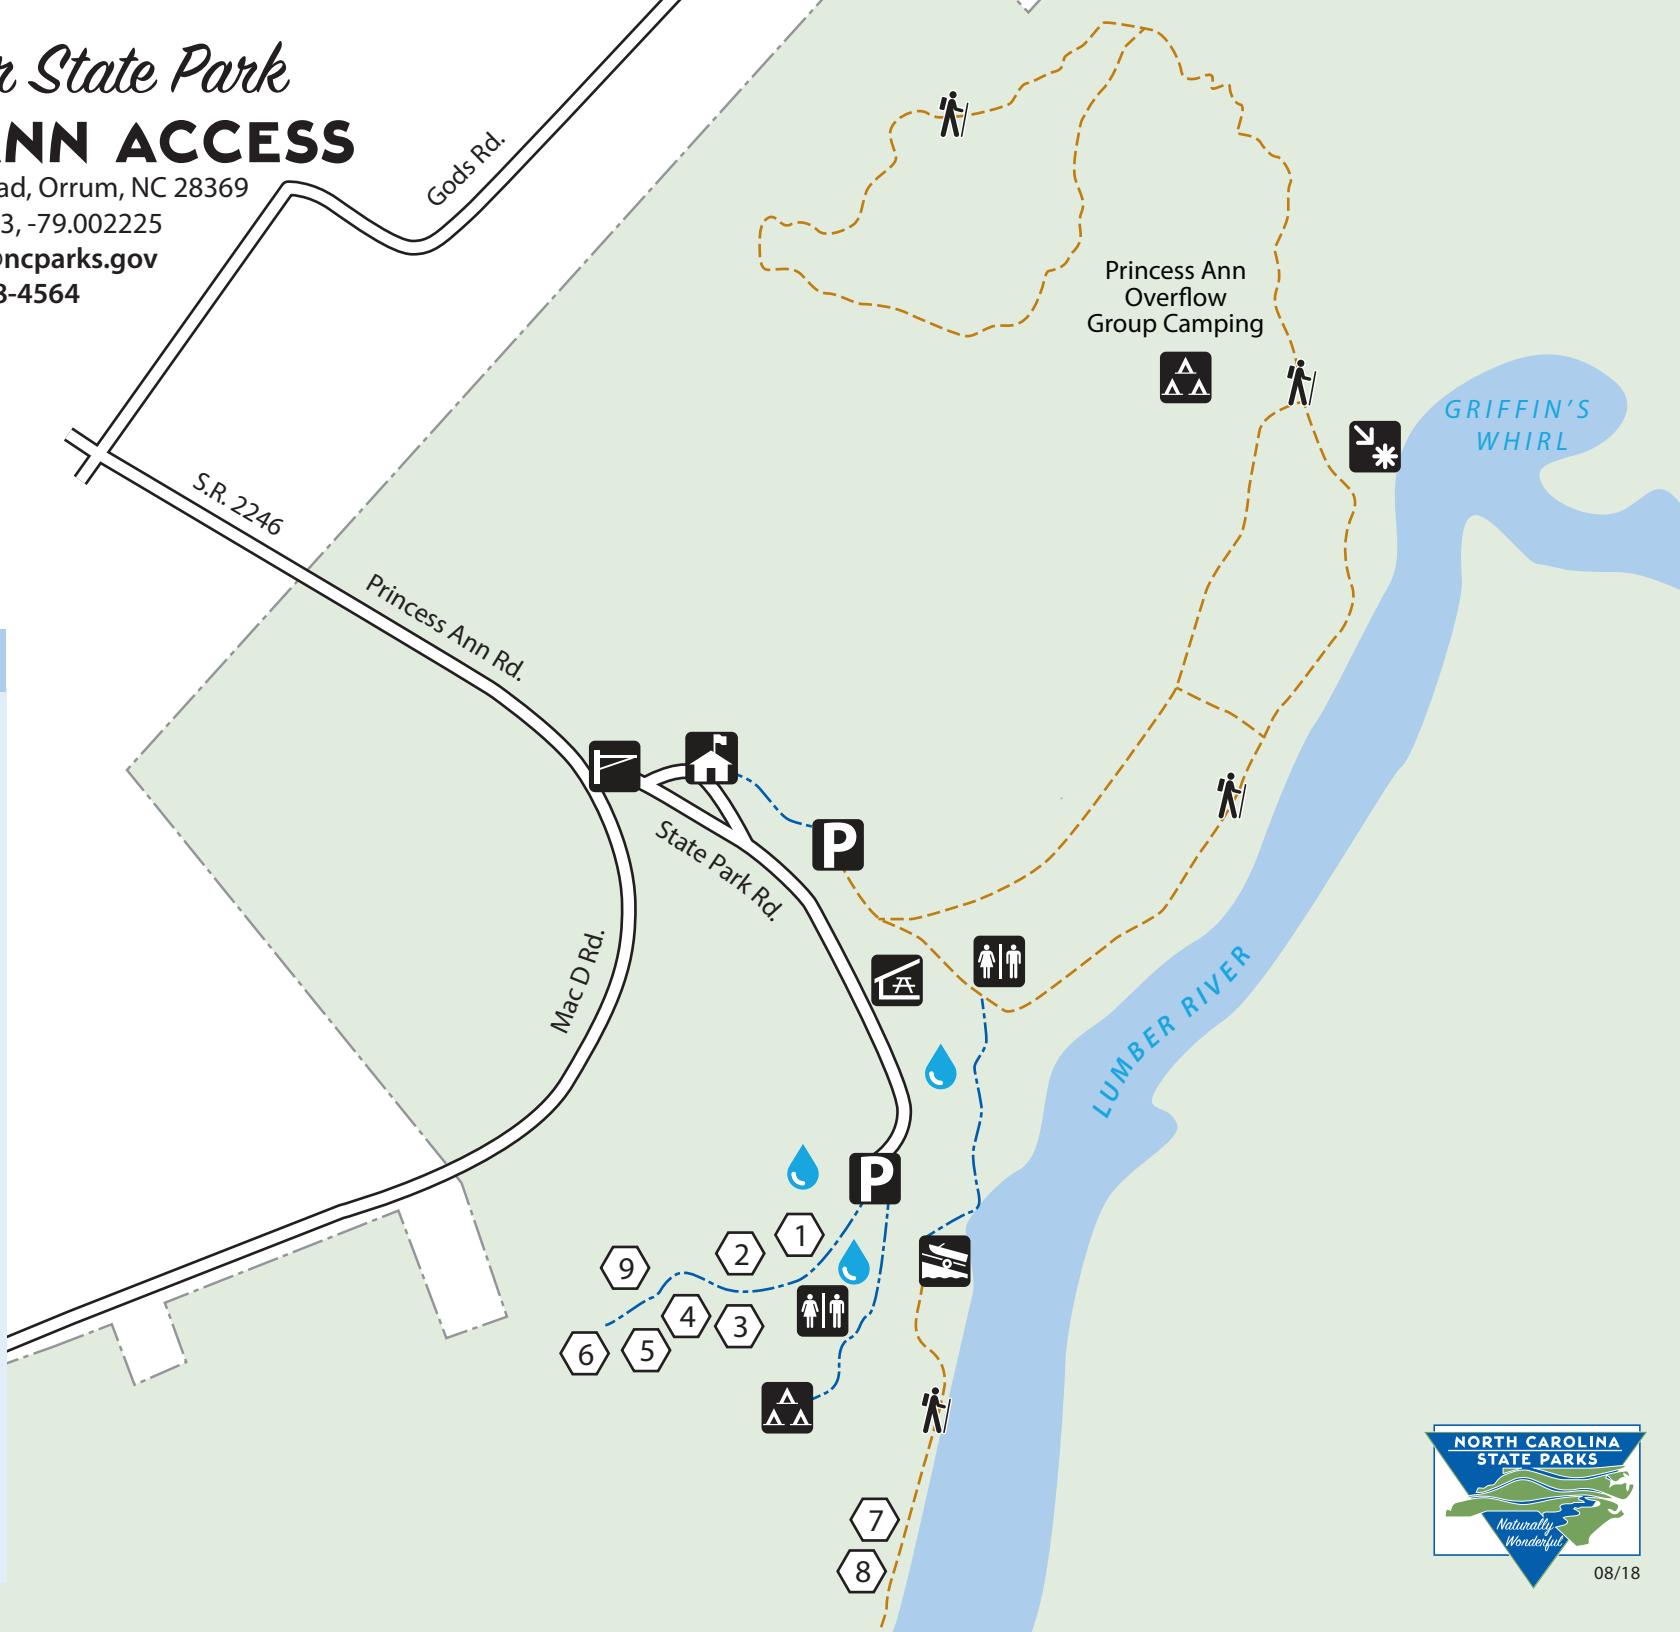 State Park
ANN ACCESS
ad, Orrum, NC 28369
3, -79.002225
@ncparks.gov
3-4564
Gods Rd.
Princess Ann
Overflow
Group Camping
GRIFFIN'S
WHIRL
S.R. 2246
Princess Ann Rd.
P
State Park Rd.
Mac D Rd.
LUMBER RIVER
P
1
2
9
4
3
5
6
7
8
NORTH CAROLINA
STATE PARKS
Naturally
Wonderful
08/18